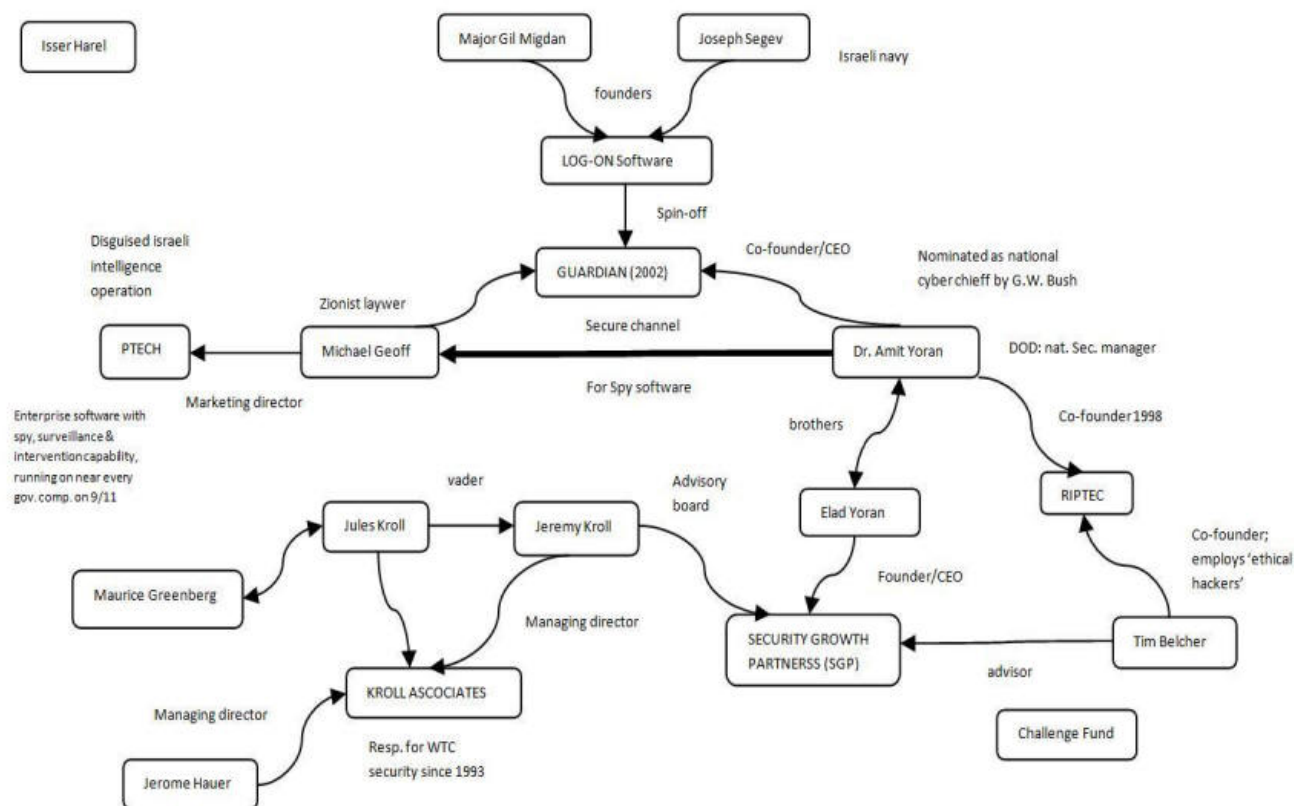 Isser Harel
Major Gil Migdan
Joseph Segev
Israeli navy
founders
LOG-ON Software
Spin-off
Disguised israeli
intelligence
operation
Co-founder/CEO
Nominated as national
cyber chieff by G.W. Bush
GUARDIAN (2002)
Zionist laywer
Secure channel
PTECH
Michael Geoff
Dr. Amit Yoran
DOD: nat. Sec. manager
For Spy software
Marketing director
Enterprise software with
spy, surveillance &
intervention capability,
running on near every
gov. comp. on 9/11
brothers
Co-founder 1998
vader
Advisory
board
RIPTEC
Elad Yoran
Jules Kroll
Jeremy Kroll
Co-founder;
employs ‘ethical
hackers’
Maurice Greenberg
Founder/CEO
Managing director
SECURITY GROWTH
PARTNERSS (SGP)
Tim Belcher
advisor
KROLL ASCOCIATES
Managing director
Challenge Fund
Resp. for WTC
security since 1993
Jerome Hauer